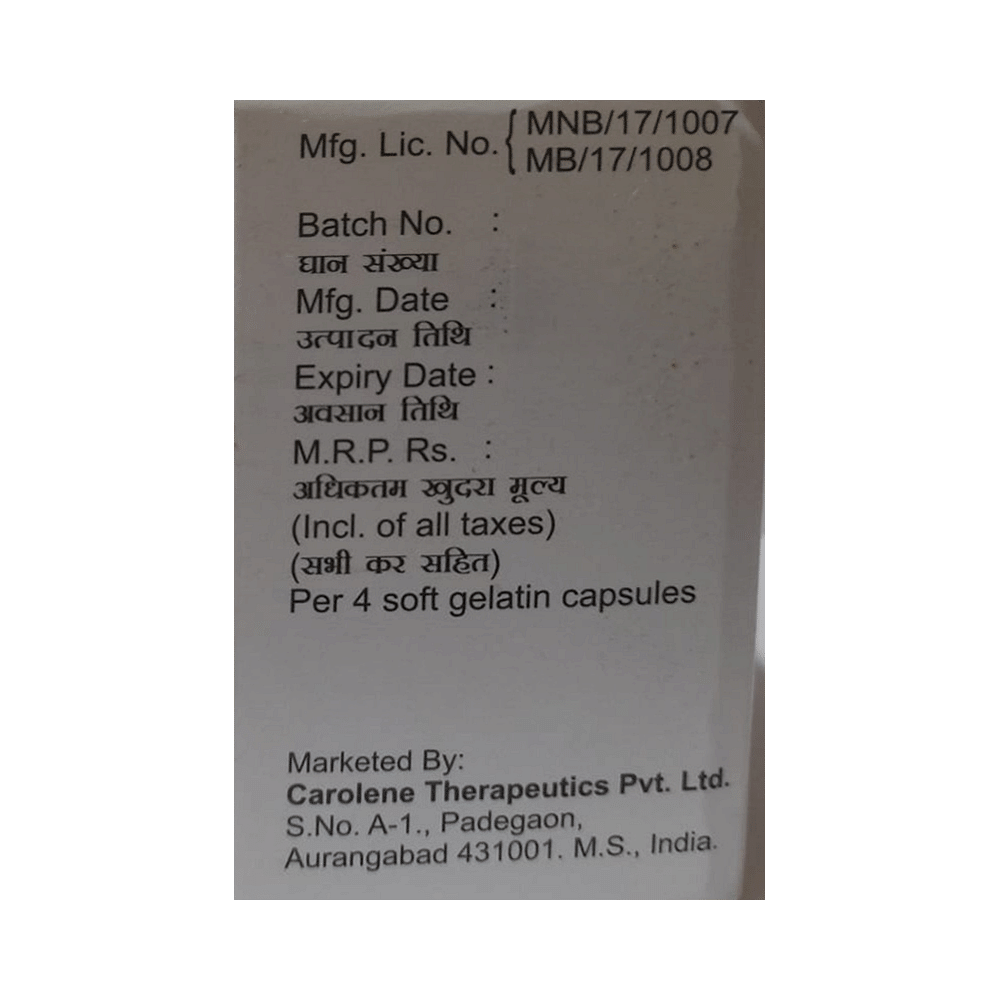 Mfg. Lic. No. { MNB/17/1007
MB/17/1008
Batch No. :
घान संख्या
Mfg. Date :
उत्पादन तिथि
Expiry Date :
अवसान तिथि
M.R.P. Rs. :
अधिकतम खुदरा मूल्य
(Incl. of all taxes)
(सभी कर सहित)
Per 4 soft gelatin capsules
Marketed By:
Carolene Therapeutics Pvt. Ltd.
S.No. A-1., Padegaon,
Aurangabad 431001. M.S., India.